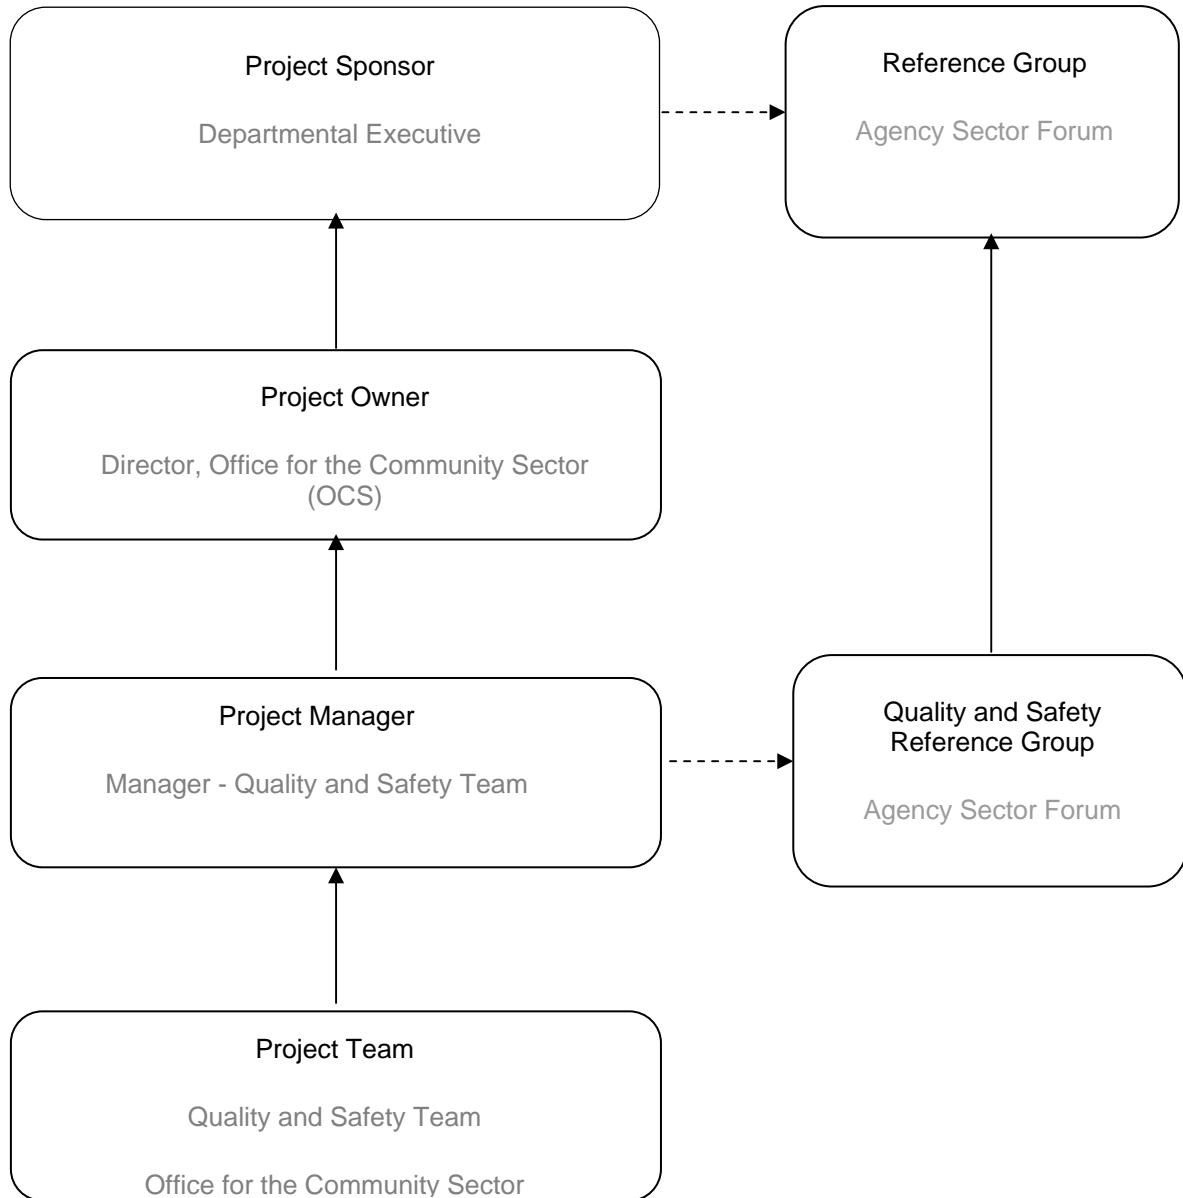 Project Sponsor
Departmental Executive
Reference Group
Agency Sector Forum
Project Owner
Director, Office for the Community Sector
(OCS)
Project Manager
Manager - Quality and Safety Team
Quality and Safety
Reference Group
Agency Sector Forum
Project Team
Quality and Safety Team
Office for the Community Sector